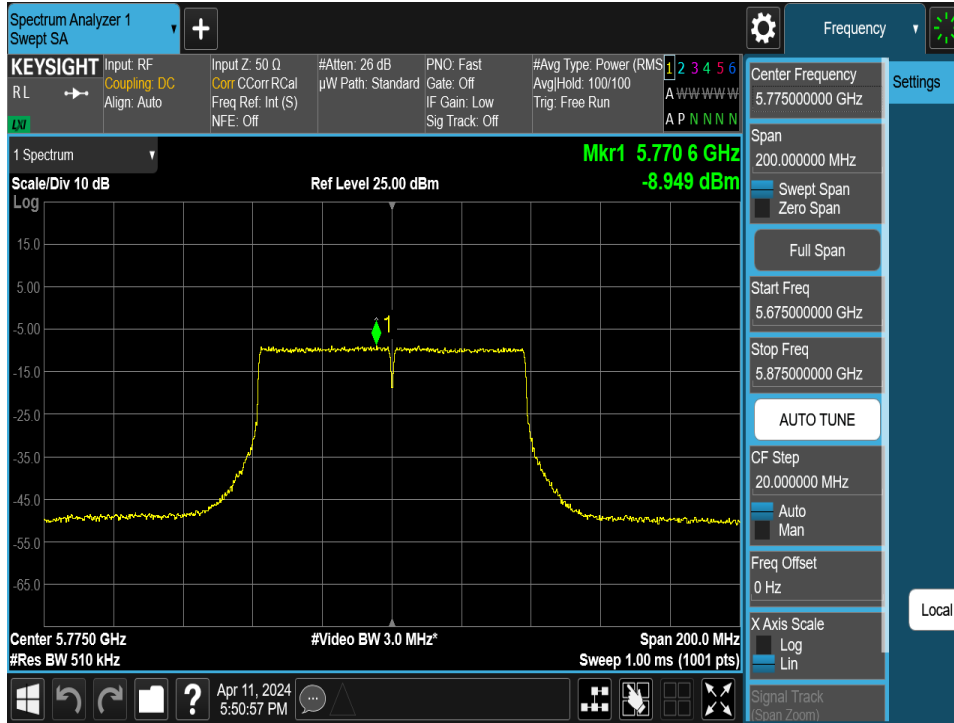 Spectrum Analyzer 1
Swept SA
+
Frequency
KEYSIGHT
RL
LXI
Input: RF
Coupling: DC
Align: Auto
Input Z: 50 Ω
Corr CCorr RCal
Freq Ref: Int (S)
NFE: Off
#Atten: 26 dB
µW Path: Standard
PNO: Fast
Gate: Off
IF Gain: Low
Sig Track: Off
#Avg Type: Power (RMS
Avg|Hold: 100/100
Trig: Free Run
1 2 3 4 5 6
A W W W W W
A P N N N N
1 Spectrum
Mkr1 5.770 6 GHz
Scale/Div 10 dB
Ref Level 25.00 dBm
-8.949 dBm
Log
15.0
5.00
-5.00
-15.0
-25.0
-35.0
-45.0
-55.0
-65.0
1
Center 5.7750 GHz
#Video BW 3.0 MHz*
Span 200.0 MHz
#Res BW 510 kHz
Sweep 1.00 ms (1001 pts)
Center Frequency
5.775000000 GHz
Settings
Span
200.000000 MHz
Swept Span
Zero Span
Full Span
Start Freq
5.675000000 GHz
Stop Freq
5.875000000 GHz
AUTO TUNE
CF Step
20.000000 MHz
Auto
Man
Freq Offset
0 Hz
Local
X Axis Scale
Log
Lin
Signal Track
(Span Zoom)
?
Apr 11, 2024
5:50:57 PM